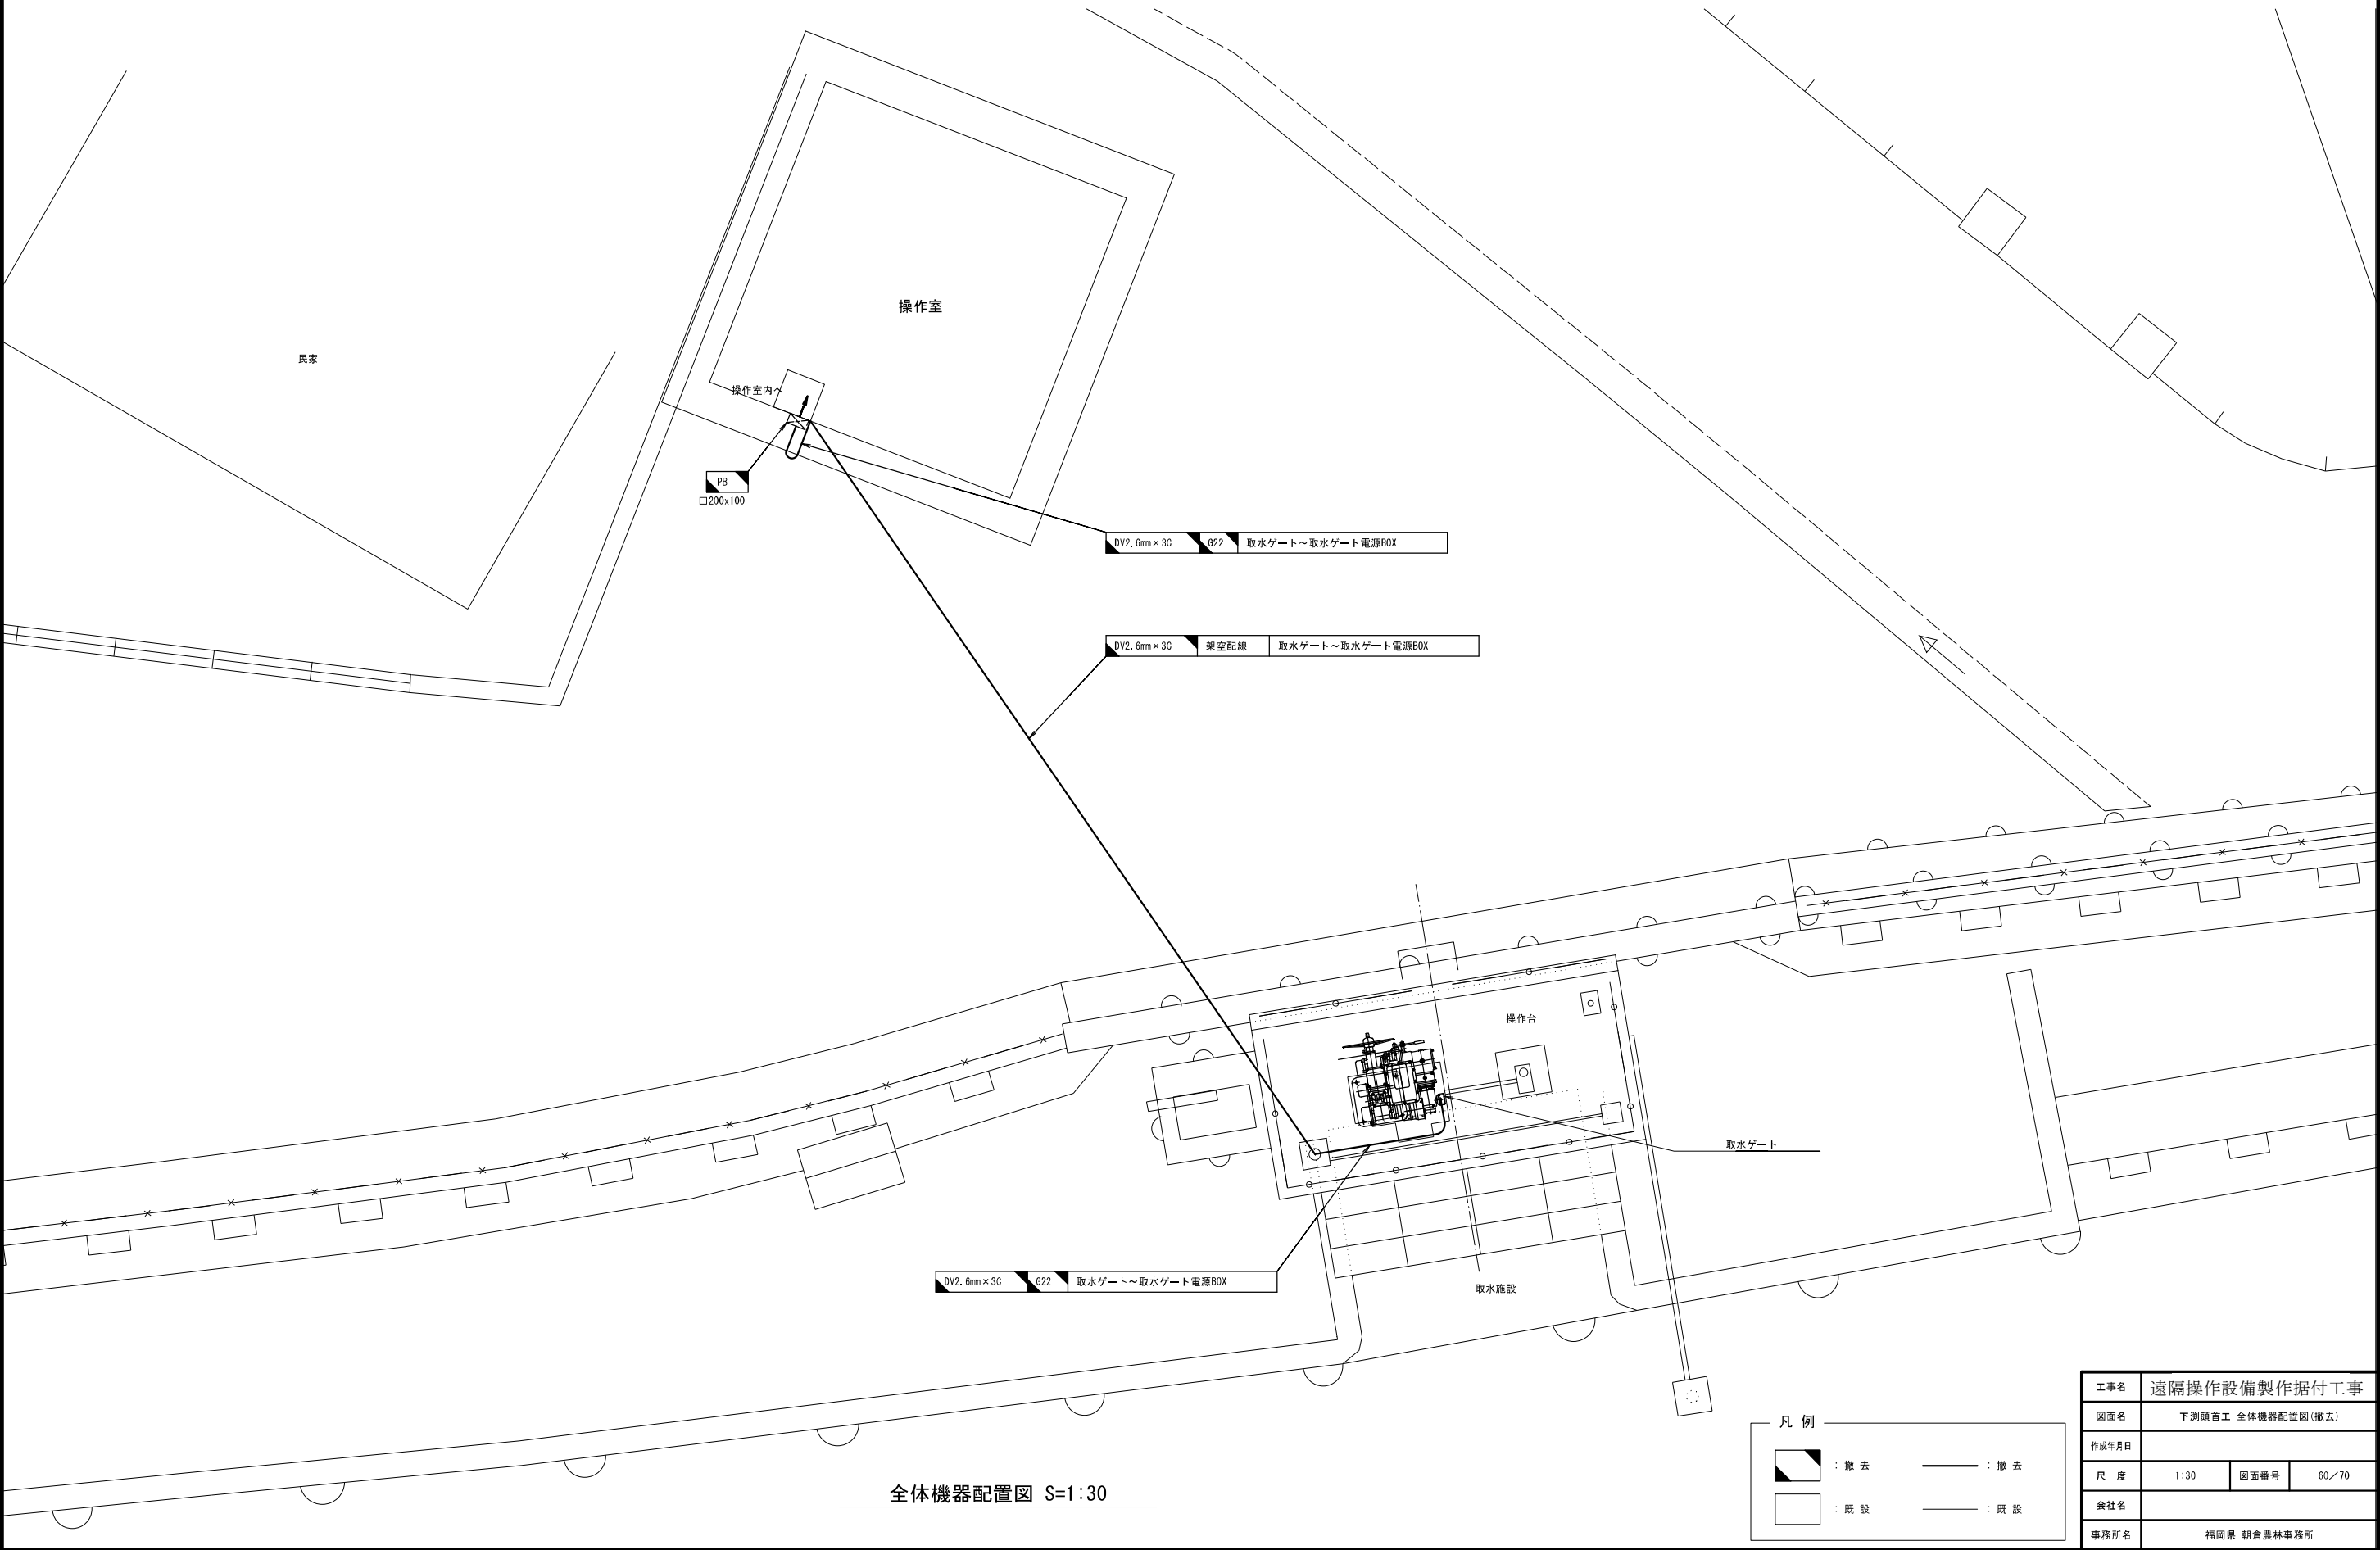 操作室
民家
操作室内へ
PB
□200x100
DV2.6mm×3C G22 取水ゲート～取水ゲート電源BOX
DV2.6mm×3C 架空配線 取水ゲート～取水ゲート電源BOX
操作台
取水ゲート
DV2.6mm×3C G22 取水ゲート～取水ゲート電源BOX
取水施設
全体機器配置図 S=1:30
凡 例
：撤 去 ：撤 去
：既 設 ：既 設
工事名 遠隔操作設備製作据付工事
図面名 下渕頭首工 全体機器配置図(撤去)
作成年月日
尺 度 1:30 図面番号 60／70
会社名
事務所名 福岡県 朝倉農林事務所